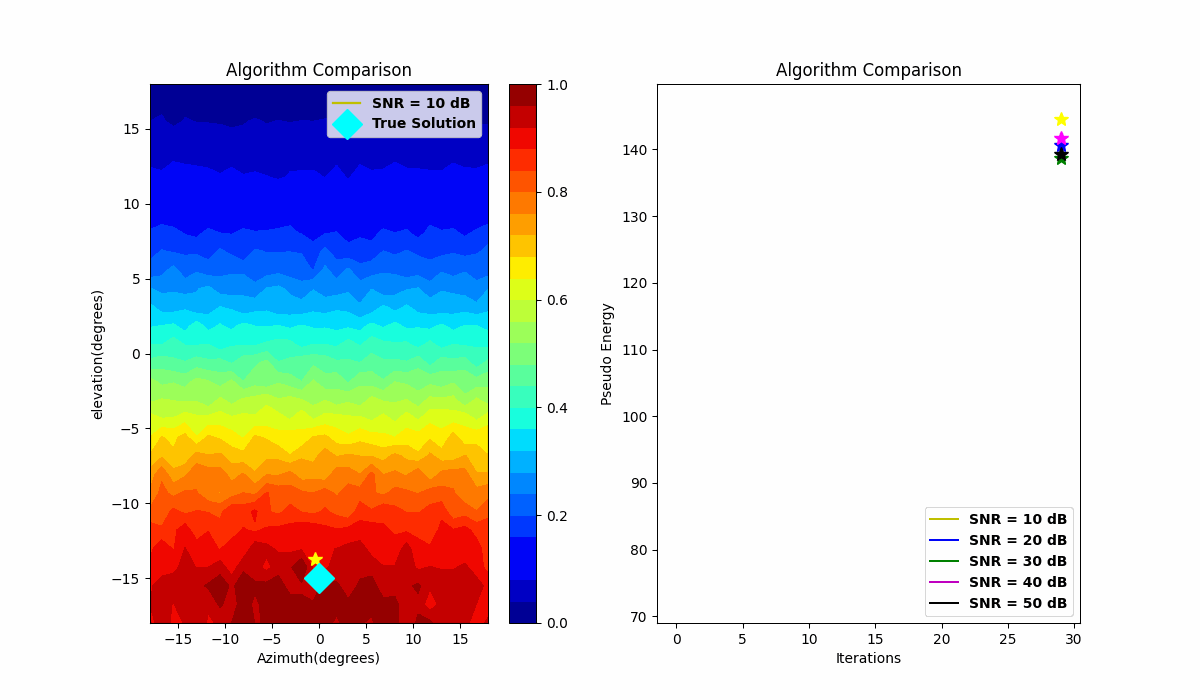 Algorithm Comparison
SNR = 10 dB
True Solution
15
10
5
0
−5
−10
−15
elevation(degrees)
−15 −10 −5 0 5 10 15
Azimuth(degrees)
1.0
0.8
0.6
0.4
0.2
0.0
Algorithm Comparison
140
130
120
110
100
90
80
70
Pseudo Energy
SNR = 10 dB
SNR = 20 dB
SNR = 30 dB
SNR = 40 dB
SNR = 50 dB
0 5 10 15 20 25 30
Iterations